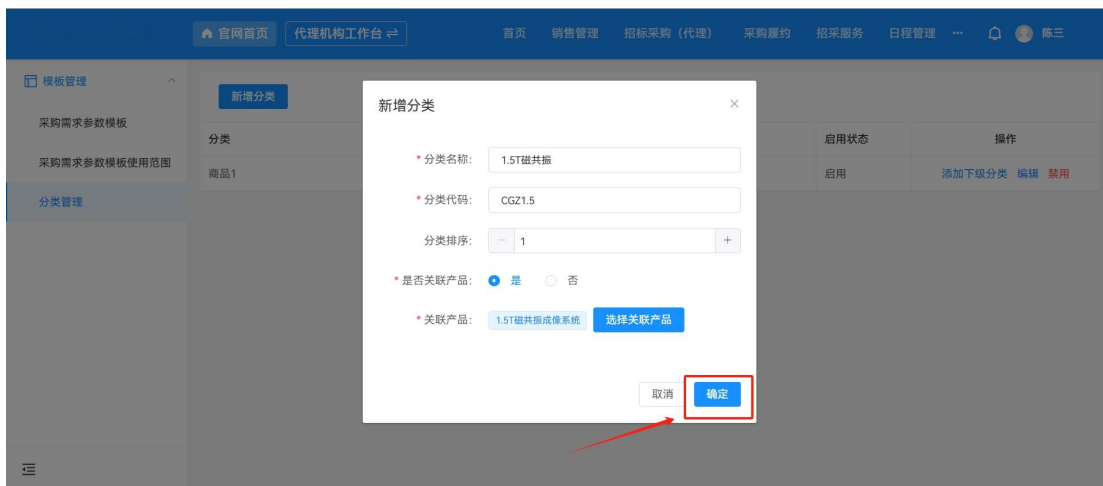 官网首页 代理机构工作台 首页 销售管理 招标采购（代理） 采购履约 招采服务 日程管理 ··· 陈三
模板管理
采购需求参数模板
采购需求参数模板使用范围
分类管理
新增分类
分类 启用状态 操作
商品1 启用 添加下级分类 编辑 禁用
新增分类
* 分类名称: 1.5T磁共振
* 分类代码: CGZ1.5
分类排序: − 1 +
* 是否关联产品: 是 否
* 关联产品: 1.5T磁共振成像系统 选择关联产品
取消 确定